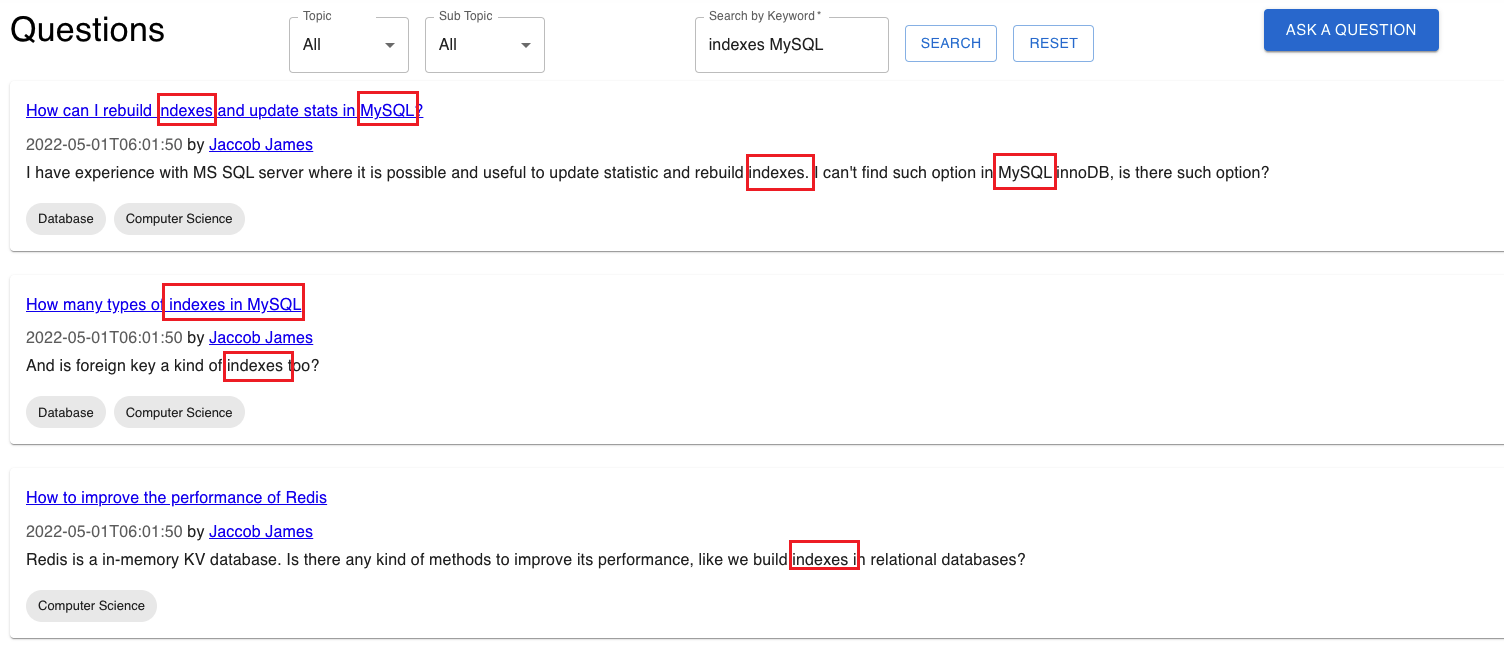 Questions
Topic
All
Sub Topic
All
Search by Keyword*
indexes MySQL
SEARCH
RESET
ASK A QUESTION
How can I rebuild indexes and update stats in MySQL?
2022-05-01T06:01:50 by Jaccob James
I have experience with MS SQL server where it is possible and useful to update statistic and rebuild indexes. I can't find such option in MySQL innoDB, is there such option?
Database
Computer Science
How many types of indexes in MySQL
2022-05-01T06:01:50 by Jaccob James
And is foreign key a kind of indexes too?
Database
Computer Science
How to improve the performance of Redis
2022-05-01T06:01:50 by Jaccob James
Redis is a in-memory KV database. Is there any kind of methods to improve its performance, like we build indexes in relational databases?
Computer Science